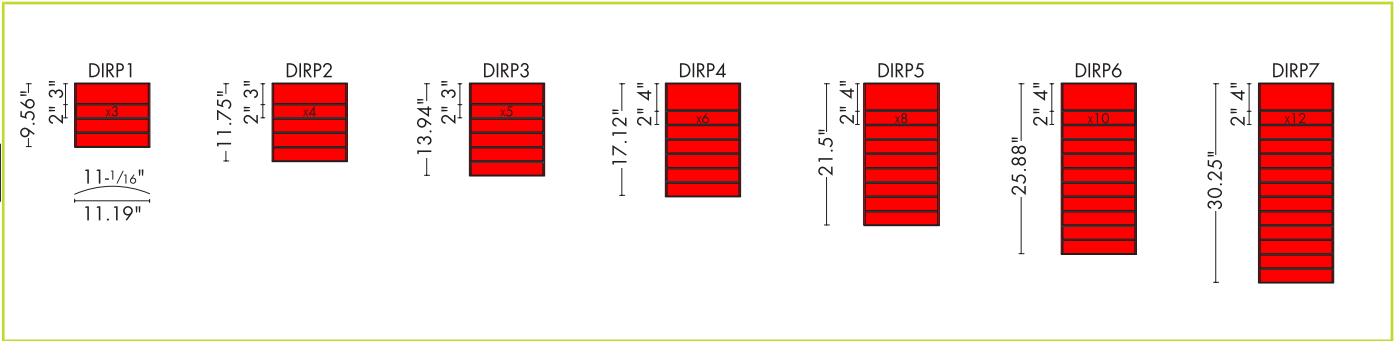 DIRP1 DIRP2 DIRP3 DIRP4 DIRP5 DIRP6 DIRP7
9.56" 2" 3" x3
11.75" 2" 3" x4
13.94" 2" 3" x5
17.12" 2" 4" x6
21.5" 2" 4" x8
25.88" 2" 4" x10
30.25" 2" 4" x12
11-1/16"
11.19"